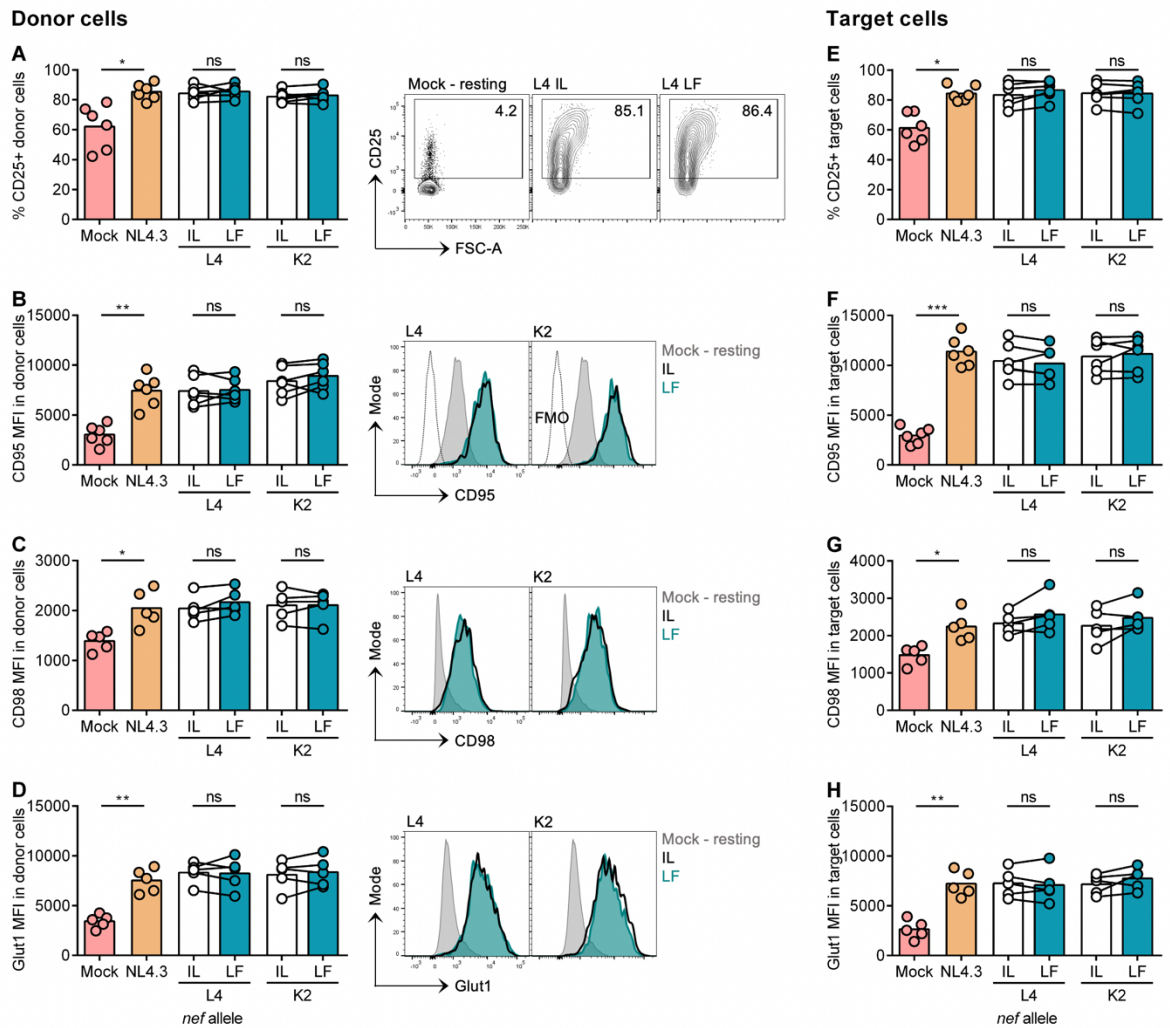 Donor cells
Target cells
A
% CD25+ donor cells
100
80
60
40
20
0
*
ns
ns
Mock NL4.3 IL LF IL LF
L4 K2
Mock - resting
L4 IL
L4 LF
4.2
85.1
86.4
CD25
FSC-A
E
% CD25+ target cells
100
80
60
40
20
0
*
ns
ns
Mock NL4.3 IL LF IL LF
L4 K2
B
CD95 MFI in donor cells
15000
10000
5000
0
**
ns
ns
Mock NL4.3 IL LF IL LF
L4 K2
L4
K2
Mode
FMO
CD95
Mock - resting
IL
LF
F
CD95 MFI in target cells
15000
10000
5000
0
***
ns
ns
Mock NL4.3 IL LF IL LF
L4 K2
C
CD98 MFI in donor cells
3000
2000
1000
0
*
ns
ns
Mock NL4.3 IL LF IL LF
L4 K2
L4
K2
Mode
CD98
Mock - resting
IL
LF
G
CD98 MFI in target cells
4000
3000
2000
1000
0
*
ns
ns
Mock NL4.3 IL LF IL LF
L4 K2
D
Glut1 MFI in donor cells
15000
10000
5000
0
**
ns
ns
Mock NL4.3 IL LF IL LF
L4 K2
nef allele
L4
K2
Mode
Glut1
Mock - resting
IL
LF
H
Glut1 MFI in target cells
15000
10000
5000
0
**
ns
ns
Mock NL4.3 IL LF IL LF
L4 K2
nef allele